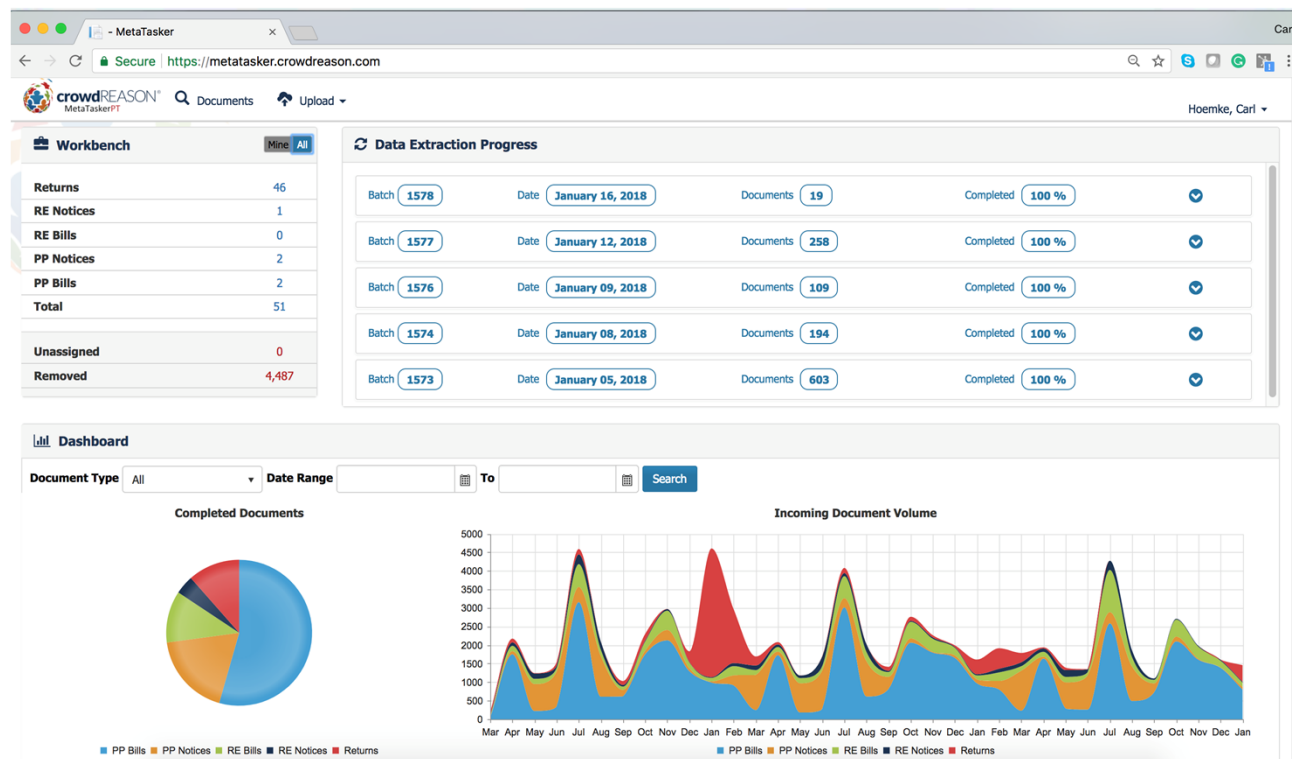 - MetaTasker
Car
Secure https://metatasker.crowdreason.com
crowdREASON®
MetaTaskerPT
Documents
Upload
Hoemke, Carl
Workbench
Mine All
Returns 46
RE Notices 1
RE Bills 0
PP Notices 2
PP Bills 2
Total 51
Unassigned 0
Removed 4,487
Data Extraction Progress
Batch 1578 Date January 16, 2018 Documents 19 Completed 100 %
Batch 1577 Date January 12, 2018 Documents 258 Completed 100 %
Batch 1576 Date January 09, 2018 Documents 109 Completed 100 %
Batch 1574 Date January 08, 2018 Documents 194 Completed 100 %
Batch 1573 Date January 05, 2018 Documents 603 Completed 100 %
Dashboard
Document Type All Date Range To Search
Completed Documents
PP Bills PP Notices RE Bills RE Notices Returns
Incoming Document Volume
5000
4500
4000
3500
3000
2500
2000
1500
1000
500
0
Mar Apr May Jun Jul Aug Sep Oct Nov Dec Jan Feb Mar Apr May Jun Jul Aug Sep Oct Nov Dec Jan Feb Mar Apr May Jun Jul Aug Sep Oct Nov Dec Jan
PP Bills PP Notices RE Bills RE Notices Returns